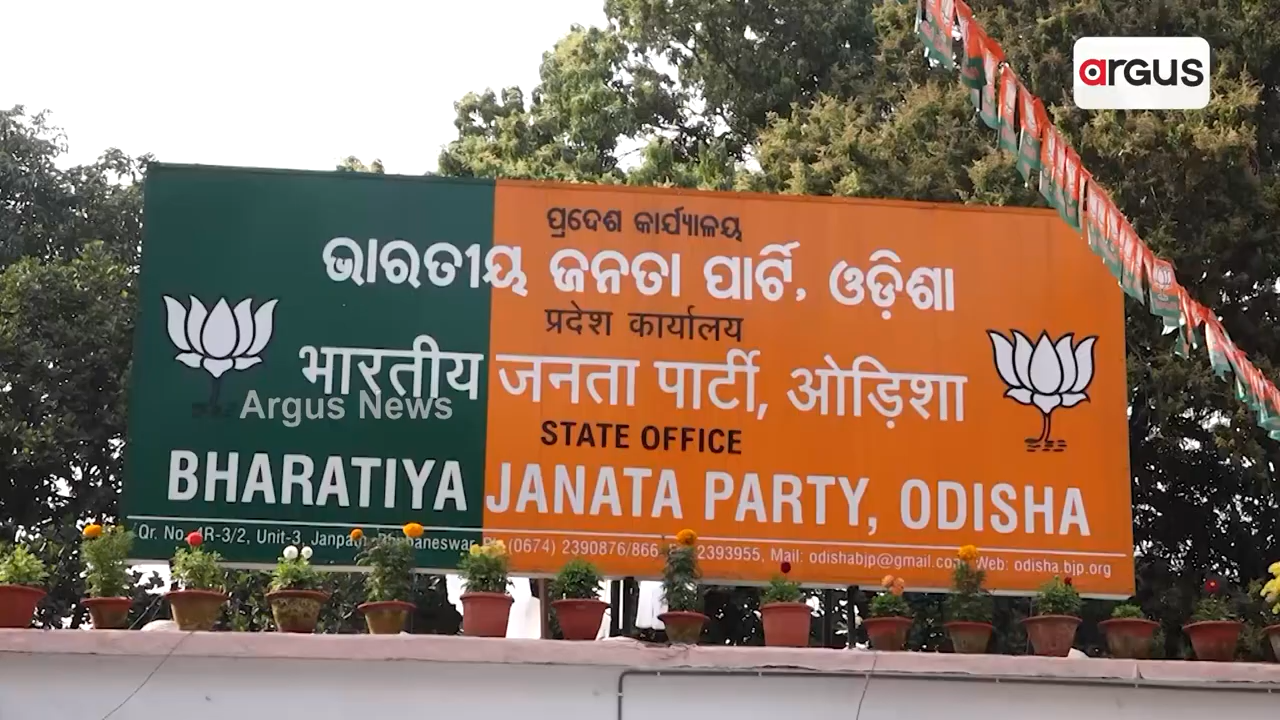 argus
ପ୍ରଦେଶ କାର୍ଯ୍ୟାଳୟ
ଭାରତୀୟ ଜନତା ପାର୍ଟି, ଓଡ଼ିଶା
प्रदेश कार्यालय
भारतीय जनता पार्टी, ओड़िशा
Argus News
STATE OFFICE
BHARATIYA JANATA PARTY, ODISHA
Qr. No. 4R-3/2, Unit-3, Janpath, Bhubaneswar, (0674) 2390876/866 2393955, Mail: odishabjp@gmail.com Web: odisha.bjp.org